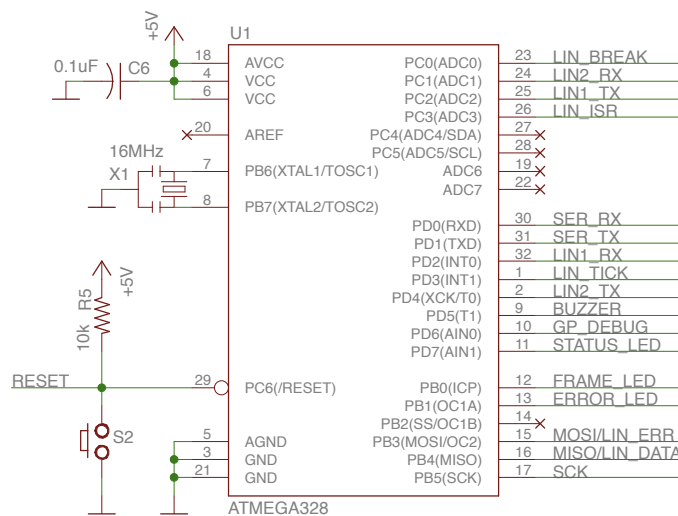 +5V
U1
0.1uF
C6
18 AVCC PC0(ADC0) 23 LIN_BREAK
4 VCC PC1(ADC1) 24 LIN2_RX
6 VCC PC2(ADC2) 25 LIN1_TX
PC3(ADC3) 26 LIN_ISR
20 AREF PC4(ADC4/SDA) 27
PC5(ADC5/SCL) 28
16MHz
X1
7 PB6(XTAL1/TOSC1) ADC6 19
ADC7 22
8 PB7(XTAL2/TOSC2)
PD0(RXD) 30 SER_RX
PD1(TXD) 31 SER_TX
PD2(INT0) 32 LIN1_RX
PD3(INT1) 1 LIN_TICK
PD4(XCK/T0) 2 LIN2_TX
PD5(T1) 9 BUZZER
PD6(AIN0) 10 GP_DEBUG
PD7(AIN1) 11 STATUS_LED
+5V
R5
10k
RESET
29 PC6(/RESET) PB0(ICP) 12 FRAME_LED
PB1(OC1A) 13 ERROR_LED
PB2(SS/OC1B) 14
S2
5 AGND PB3(MOSI/OC2) 15 MOSI/LIN_ERR
3 GND PB4(MISO) 16 MISO/LIN_DATA
21 GND PB5(SCK) 17 SCK
ATMEGA328